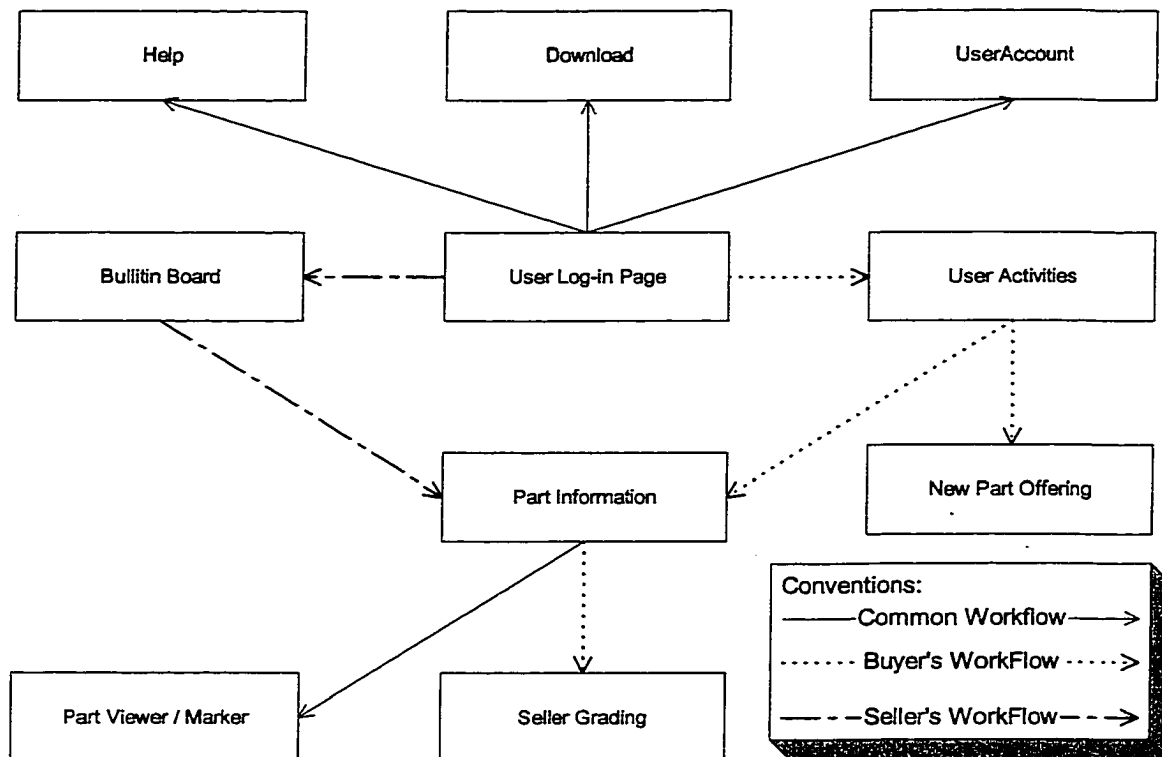 Help
Download
UserAccount
Bullitin Board
User Log-in Page
User Activities
Part Information
New Part Offering
Conventions:
Common Workflow
Buyer's WorkFlow
Seller's WorkFlow
Part Viewer / Marker
Seller Grading